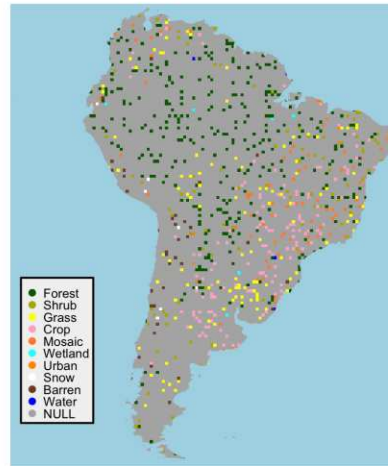 Forest
Shrub
Grass
Crop
Mosaic
Wetland
Urban
Snow
Barren
Water
NULL